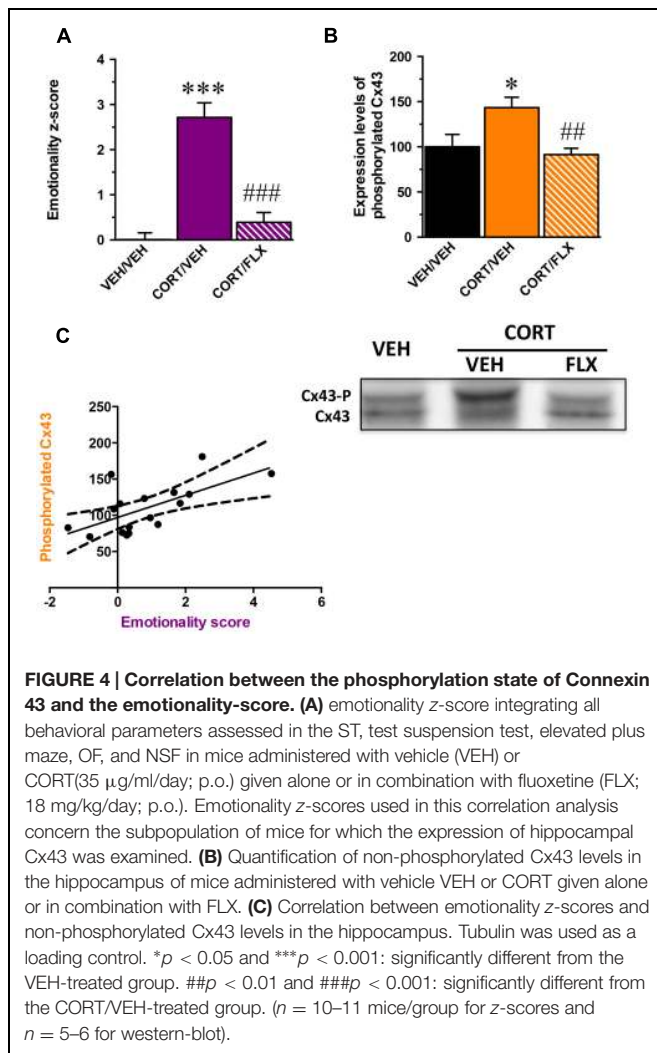 A
Emotionality z-score
4
3
2
1
0
***
###
VEH/VEH
CORT/VEH
CORT/FLX
B
Expression levels of
phosphorylated Cx43
200
150
100
50
0
*
##
VEH/VEH
CORT/VEH
CORT/FLX
C
Phosphorylated Cx43
250
200
150
100
50
-2
0
2
4
6
Emotionality score
VEH
CORT
VEH
FLX
Cx43-P
Cx43
FIGURE 4 | Correlation between the phosphorylation state of Connexin
43 and the emotionality-score. (A) emotionality z-score integrating all
behavioral parameters assessed in the ST, test suspension test, elevated plus
maze, OF, and NSF in mice administered with vehicle (VEH) or
CORT(35 μg/ml/day; p.o.) given alone or in combination with fluoxetine (FLX;
18 mg/kg/day; p.o.). Emotionality z-scores used in this correlation analysis
concern the subpopulation of mice for which the expression of hippocampal
Cx43 was examined. (B) Quantification of non-phosphorylated Cx43 levels in
the hippocampus of mice administered with vehicle VEH or CORT given alone
or in combination with FLX. (C) Correlation between emotionality z-scores and
non-phosphorylated Cx43 levels in the hippocampus. Tubulin was used as a
loading control. *p < 0.05 and ***p < 0.001: significantly different from the
VEH-treated group. ##p < 0.01 and ###p < 0.001: significantly different from
the CORT/VEH-treated group. (n = 10–11 mice/group for z-scores and
n = 5–6 for western-blot).